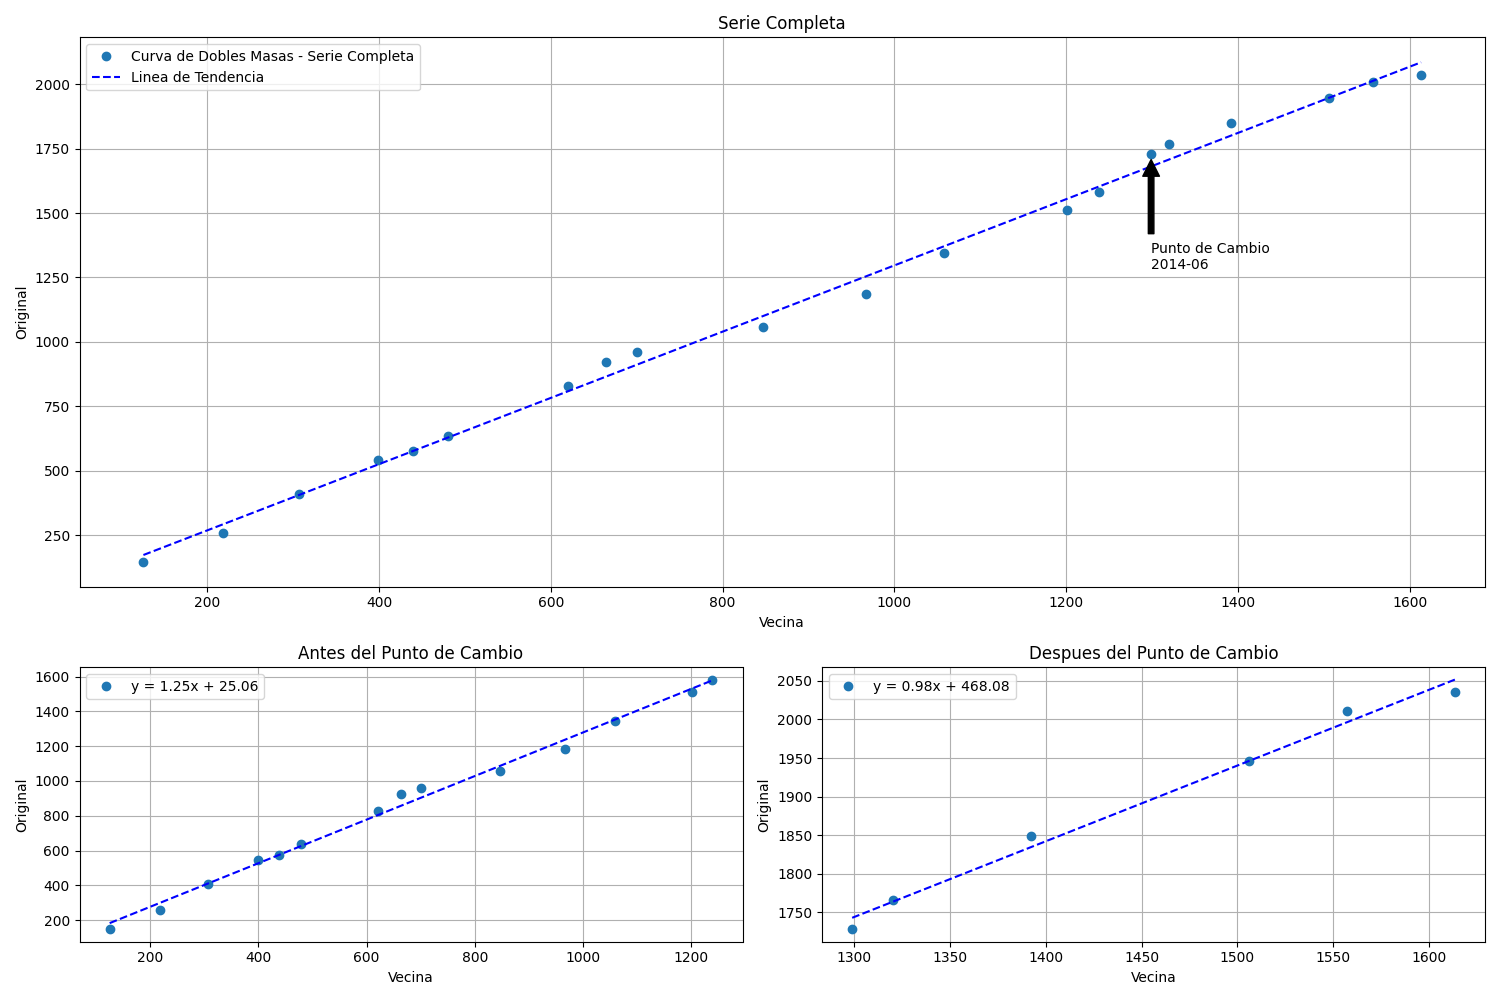 Serie Completa
Curva de Dobles Masas - Serie Completa
Linea de Tendencia
2000
1750
1500
1250
1000
750
500
250
Original
Punto de Cambio
2014-06
200 400 600 800 1000 1200 1400 1600
Vecina
Antes del Punto de Cambio
y = 1.25x + 25.06
1600
1400
1200
1000
800
600
400
200
Original
200 400 600 800 1000 1200
Vecina
Despues del Punto de Cambio
y = 0.98x + 468.08
2050
2000
1950
1900
1850
1800
1750
Original
1300 1350 1400 1450 1500 1550 1600
Vecina